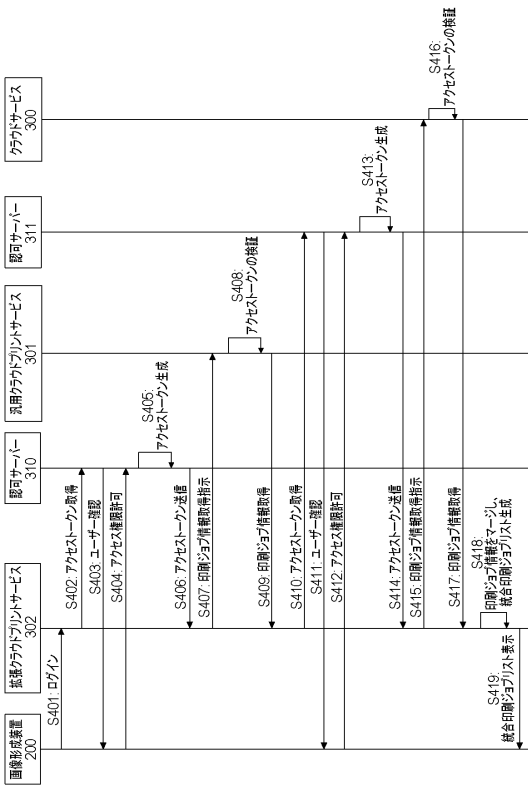 画像形成装置
200
拡張クラウドプリントサービス
302
認可サーバー
310
汎用クラウドプリントサービス
301
認可サーバー
311
クラウドサービス
300
S401: ログイン
S402: アクセストークン取得
S403: ユーザー確認
S404: アクセス権限許可
S405:
アクセストークン生成
S406: アクセストークン送信
S407: 印刷ジョブ情報取得指示
S408:
アクセストークンの検証
S409: 印刷ジョブ情報取得
S410: アクセストークン取得
S411: ユーザー確認
S412: アクセス権限許可
S413:
アクセストークン生成
S414: アクセストークン送信
S415: 印刷ジョブ情報取得指示
S416:
アクセストークンの検証
S417: 印刷ジョブ情報取得
S418:
印刷ジョブ情報をマージし、
統合印刷ジョブリスト生成
S419:
統合印刷ジョブリスト表示